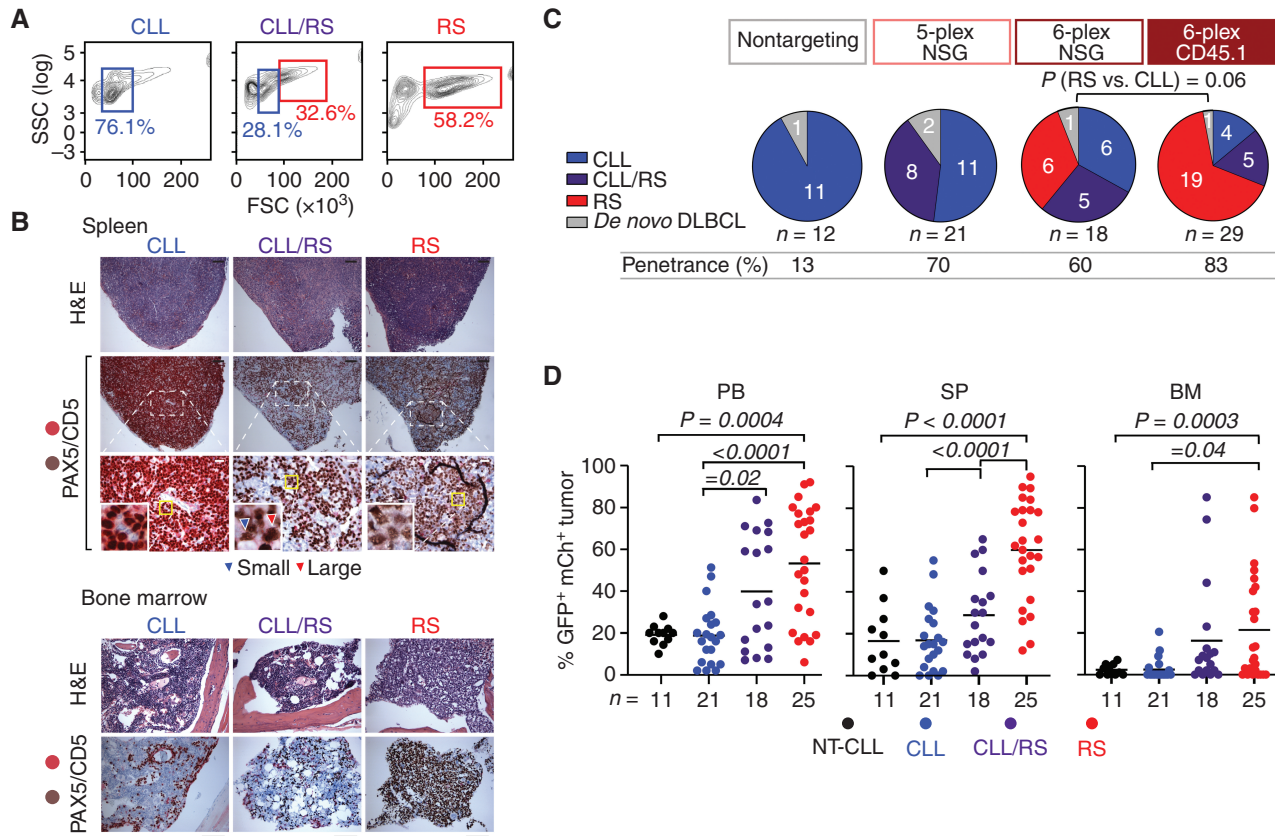 A
CLL
CLL/RS
RS
SSC (log)
5
4
3
0
–3
76.1%
28.1%
32.6%
58.2%
0
100
200
0
100
200
0
100
200
FSC (×10³)
B
Spleen
CLL
CLL/RS
RS
H&E
PAX5/CD5
Small
Large
Bone marrow
CLL
CLL/RS
RS
H&E
PAX5/CD5
C
Nontargeting
5-plex
NSG
6-plex
NSG
6-plex
CD45.1
P (RS vs. CLL) = 0.06
CLL
CLL/RS
RS
De novo DLBCL
1
11
2
8
11
1
6
6
5
1
4
5
19
n = 12
n = 21
n = 18
n = 29
Penetrance (%)
13
70
60
83
D
PB
SP
BM
P = 0.0004
<0.0001
=0.02
P < 0.0001
<0.0001
P = 0.0003
=0.04
% GFP⁺ mCh⁺ tumor
100
80
60
40
20
0
n = 11 21 18 25
11 21 18 25
11 21 18 25
NT-CLL
CLL
CLL/RS
RS